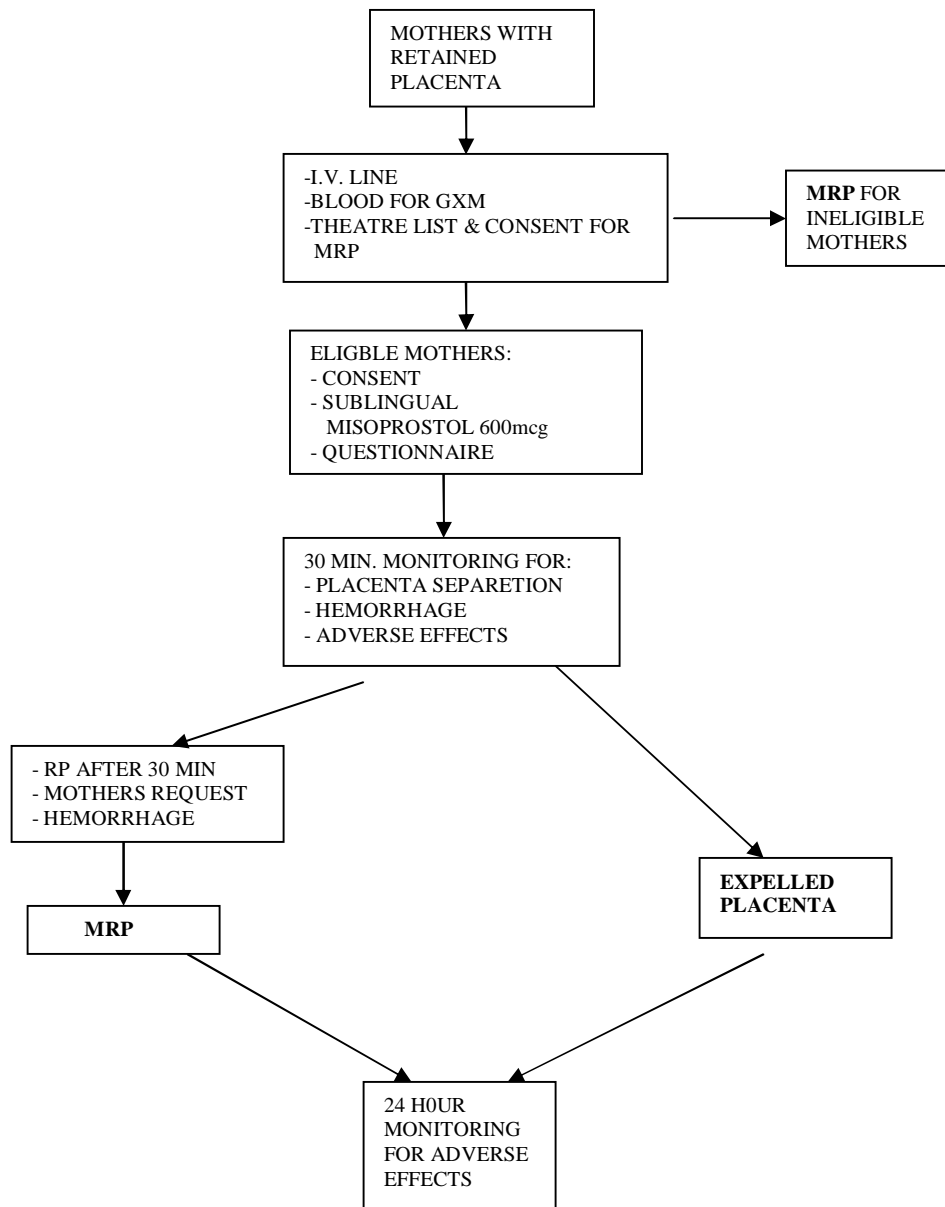 MOTHERS WITH
RETAINED
PLACENTA
-I.V. LINE
-BLOOD FOR GXM
-THEATRE LIST & CONSENT FOR
MRP
MRP FOR
INELIGIBLE
MOTHERS
ELIGBLE MOTHERS:
- CONSENT
- SUBLINGUAL
MISOPROSTOL 600mcg
- QUESTIONNAIRE
30 MIN. MONITORING FOR:
- PLACENTA SEPARETION
- HEMORRHAGE
- ADVERSE EFFECTS
- RP AFTER 30 MIN
- MOTHERS REQUEST
- HEMORRHAGE
MRP
EXPELLED
PLACENTA
24 H0UR
MONITORING
FOR ADVERSE
EFFECTS